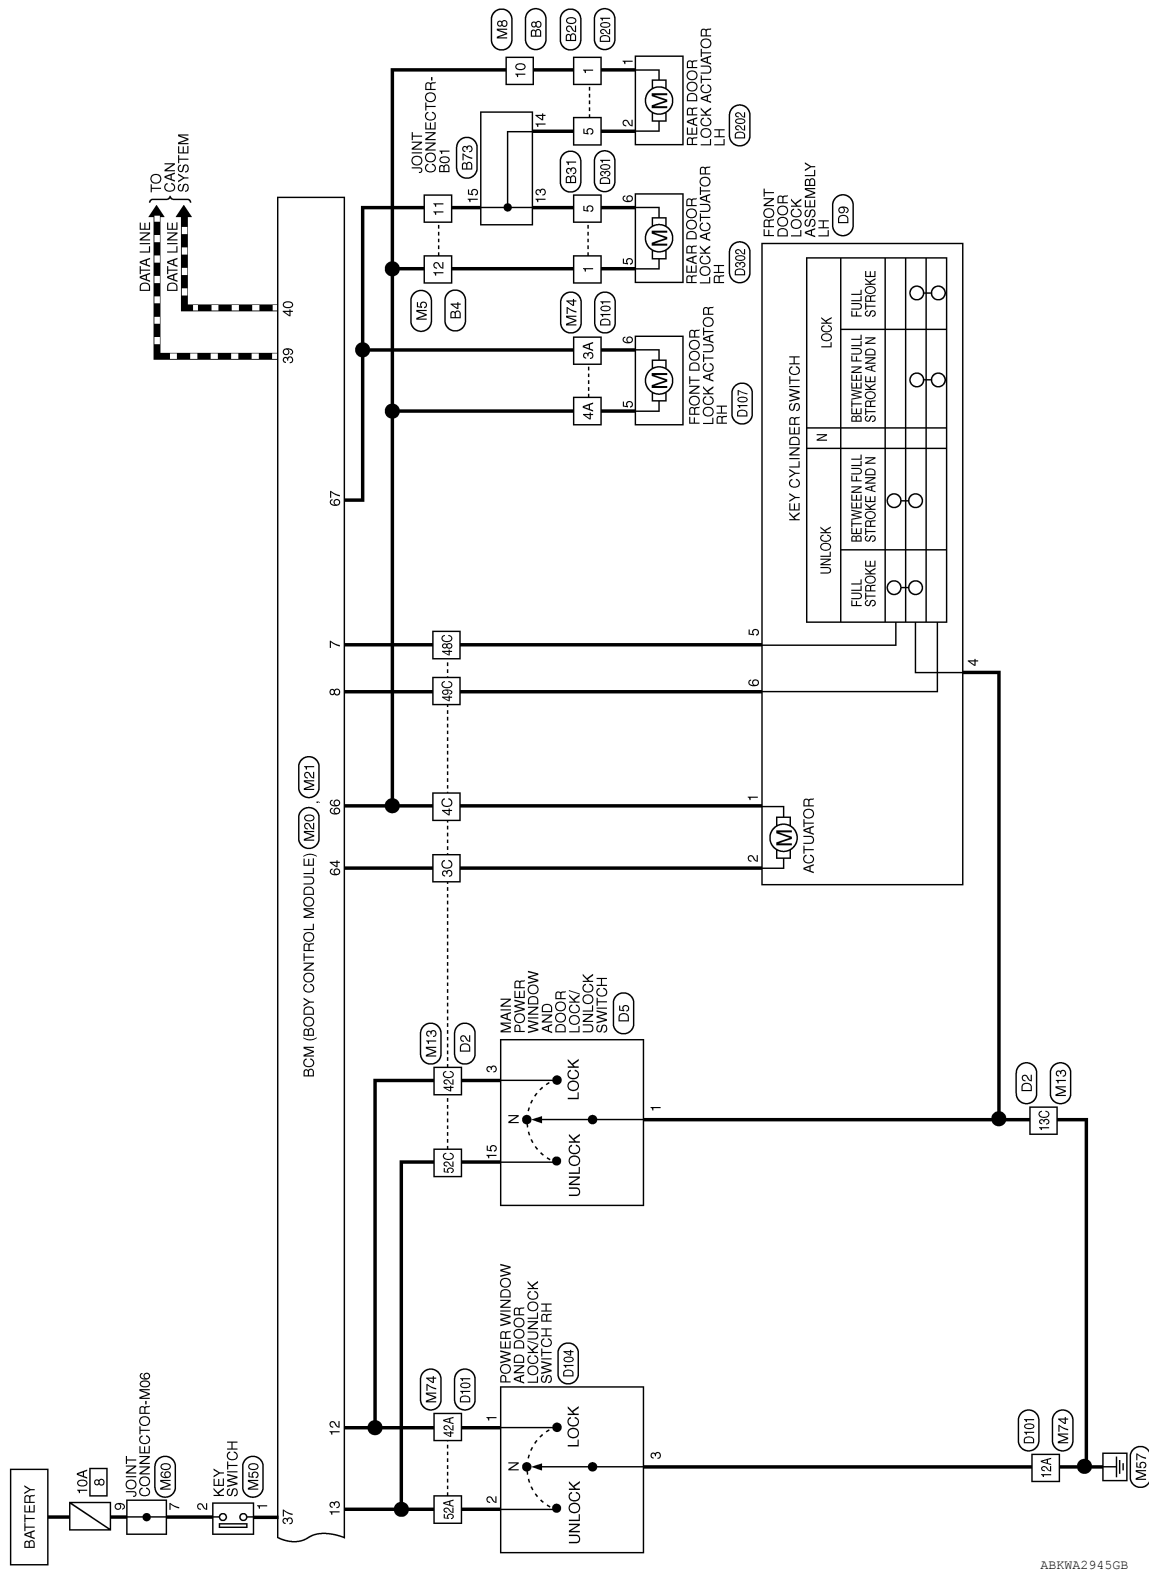 BATTERY
10A
8
9
JOINT
CONNECTOR-M06
M60
7
2
KEY
SWITCH
M50
1
37
BCM (BODY CONTROL MODULE) M20 , M21
39
40
DATA LINE
DATA LINE
TO
CAN
SYSTEM
13
12
64
66
8
7
67
52A
42A
M74
D101
2
1
POWER WINDOW
AND DOOR
LOCK/UNLOCK
SWITCH RH
D104
UNLOCK
N
LOCK
3
52C
42C
M13
D2
15
3
MAIN
POWER
WINDOW
AND
DOOR
LOCK/
UNLOCK
SWITCH
D5
UNLOCK
N
LOCK
1
3C
4C
49C
48C
2
1
6
5
M
ACTUATOR
FRONT
DOOR
LOCK
ASSEMBLY
LH
D9
KEY CYLINDER SWITCH
UNLOCK
N
LOCK
FULL
STROKE
BETWEEN FULL
STROKE AND N
BETWEEN FULL
STROKE AND N
FULL
STROKE
4
4A
3A
M74
D101
5
6
M
FRONT DOOR
LOCK ACTUATOR
RH
D107
M5
B4
12
11
JOINT
CONNECTOR-
B01
B73
15
13
14
1
5
B31
D301
5
6
M
REAR DOOR
LOCK ACTUATOR
RH
D302
M8
B8
B20
D201
10
5
1
2
1
M
REAR DOOR
LOCK ACTUATOR
LH
D202
D2
M13
13C
D101
M74
12A
M57
ABKWA2945GB